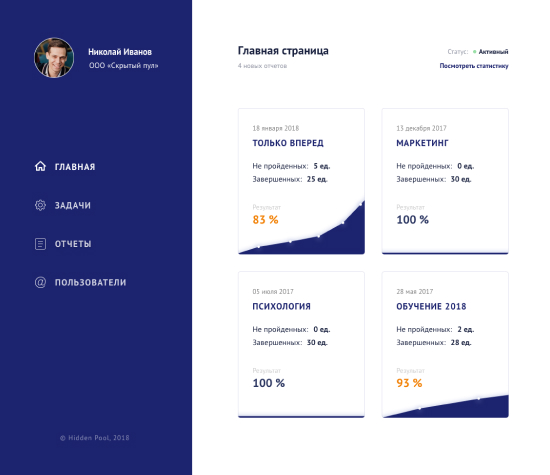 Николай Иванов
ООО «Скрытый пул»
ГЛАВНАЯ
ЗАДАЧИ
ОТЧЕТЫ
ПОЛЬЗОВАТЕЛИ
© Hidden Pool, 2018
Главная страница
4 новых отчетов
Статус: Активный
Посмотреть статистику
18 января 2018
ТОЛЬКО ВПЕРЕД
Не пройденных: 5 ед.
Завершенных: 25 ед.
Результат
83 %
13 декабря 2017
МАРКЕТИНГ
Не пройденных: 0 ед.
Завершенных: 30 ед.
Результат
100 %
05 июля 2017
ПСИХОЛОГИЯ
Не пройденных: 0 ед.
Завершенных: 30 ед.
Результат
100 %
28 мая 2017
ОБУЧЕНИЕ 2018
Не пройденных: 2 ед.
Завершенных: 28 ед.
Результат
93 %